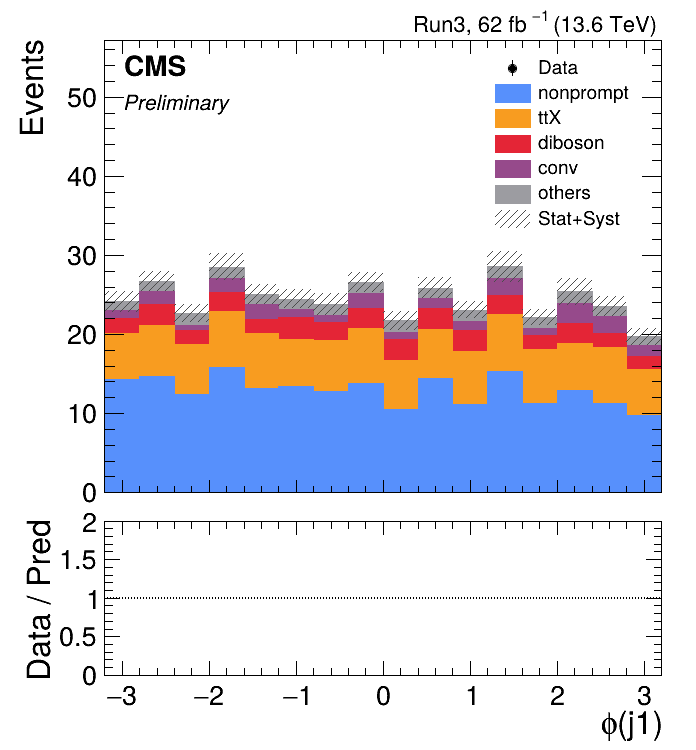 Run3, 62 fb⁻¹ (13.6 TeV)
Events
CMS
Preliminary
Data
nonprompt
ttX
diboson
conv
others
Stat+Syst
50
40
30
20
10
0
Data / Pred
2
1.5
1
0.5
0
−3 −2 −1 0 1 2 3
ϕ(j1)